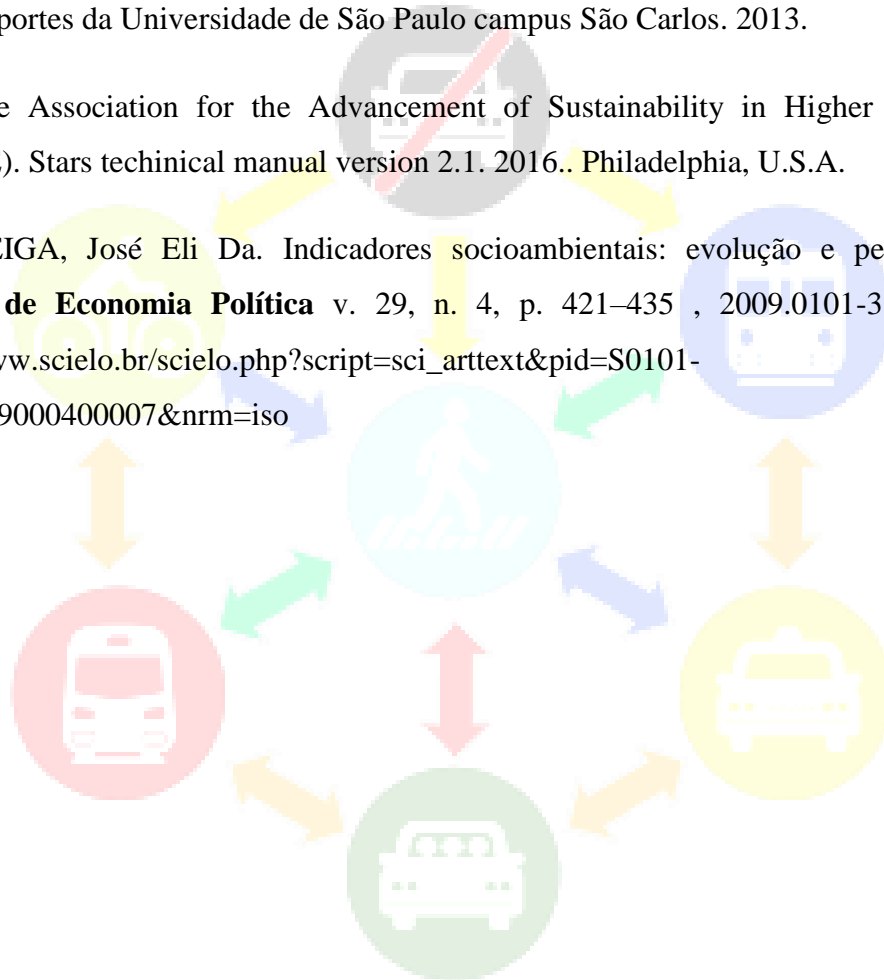 portes da Universidade de São Paulo campus São Carlos. 2013.
e Association for the Advancement of Sustainability in Higher
). Stars techinical manual version 2.1. 2016.. Philadelphia, U.S.A.
EIGA, José Eli Da. Indicadores socioambientais: evolução e pe
de Economia Política v. 29, n. 4, p. 421–435 , 2009.0101-3
w.scielo.br/scielo.php?script=sci_arttext&pid=S0101-
9000400007&nrm=iso